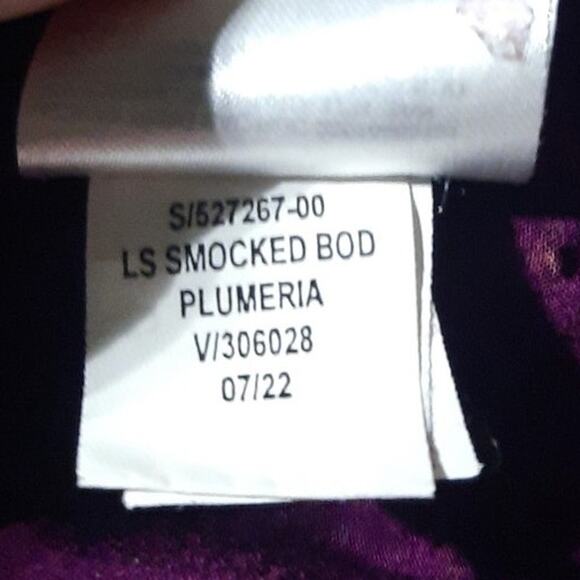 S/527267-00
LS SMOCKED BOD
PLUMERIA
V/306028
07/22